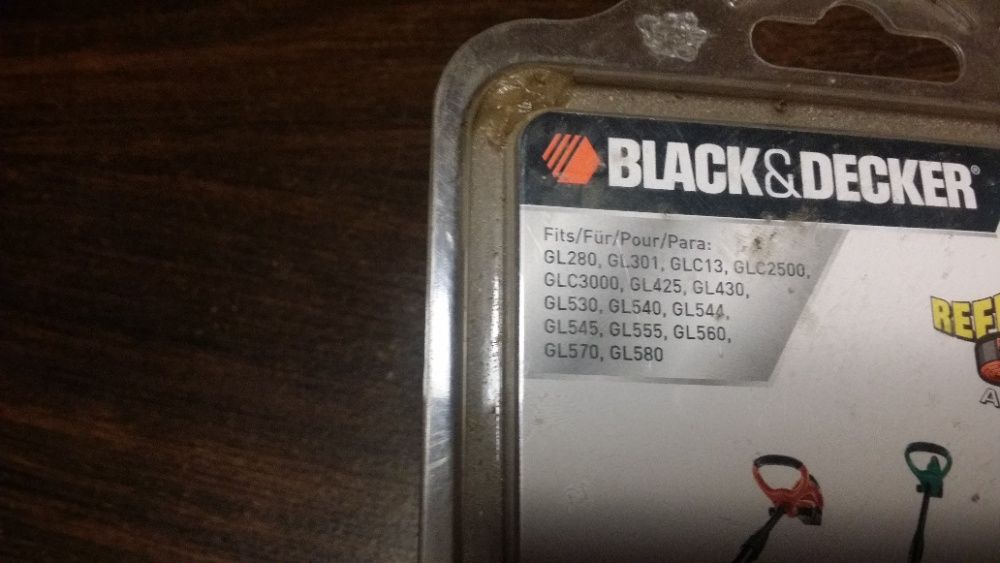 BLACK&DECKER®
Fits/Für/Pour/Para:
GL280, GL301, GLC13, GLC2500,
GLC3000, GL425, GL430,
GL530, GL540, GL544,
GL545, GL555, GL560,
GL570, GL580